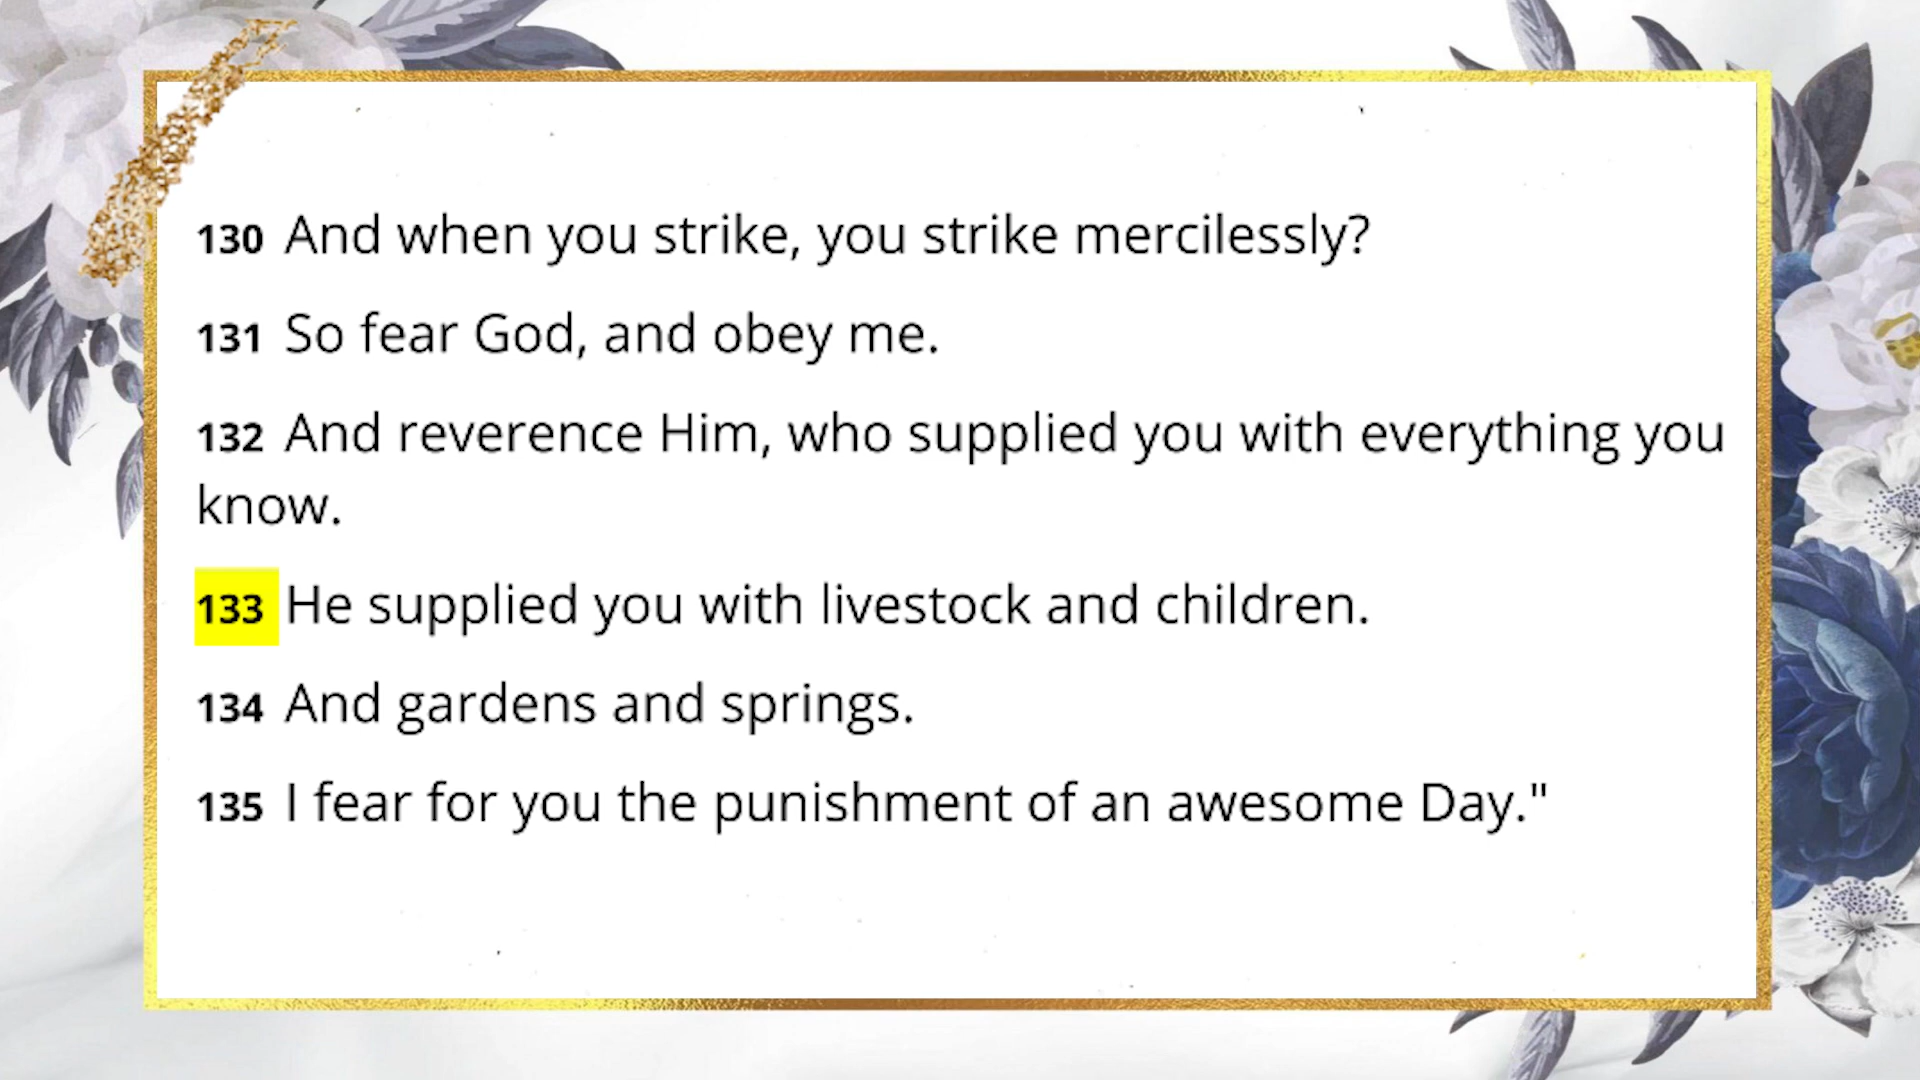 130 And when you strike, you strike mercilessly?
131 So fear God, and obey me.
132 And reverence Him, who supplied you with everything you
know.
133 He supplied you with livestock and children.
134 And gardens and springs.
135 I fear for you the punishment of an awesome Day."